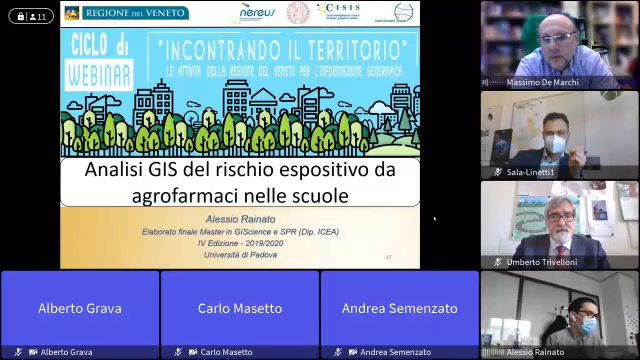 11
REGIONE DEL VENETO
nereus
CISIS
CICLO di
WEBINAR
"INCONTRANDO IL TERRITORIO"
LE ATTIVITÀ DELLA REGIONE DEL VENETO PER L'INFORMAZIONE GEOGRAFICA
Analisi GIS del rischio espositivo da
agrofarmaci nelle scuole
Alessio Rainato
Elaborato finale Master in GIScience e SPR (Dip. ICEA)
IV Edizione - 2019/2020
Università di Padova
17
Massimo De Marchi
Sala-Linetti1
Umberto Trivelloni
Alessio Rainato
Alberto Grava
Carlo Masetto
Andrea Semenzato
Alberto Grava
Carlo Masetto
Andrea Semenzato